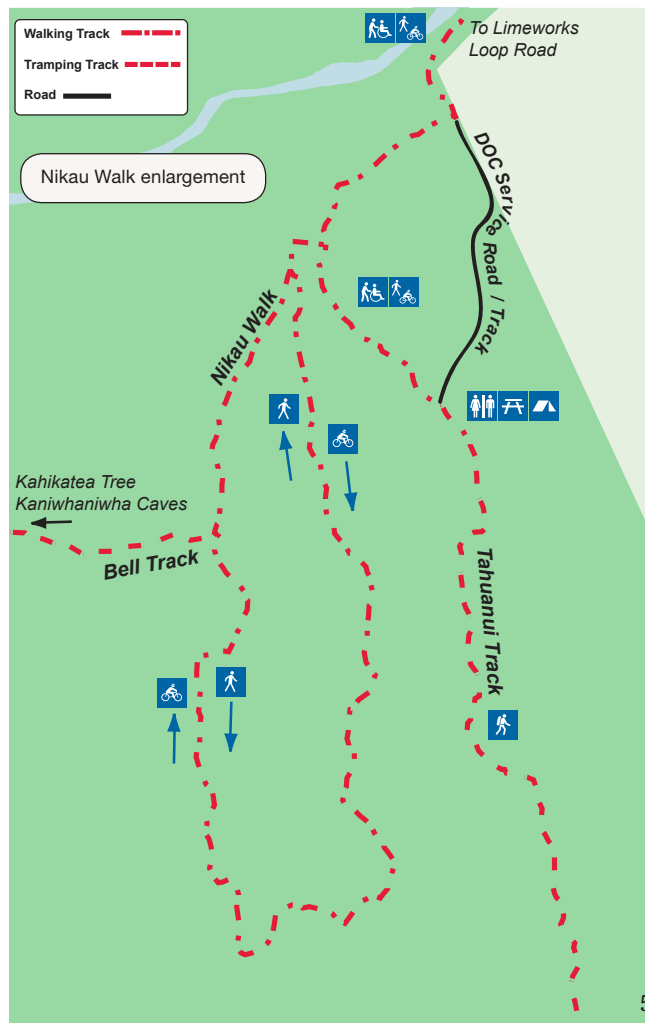 Walking Track
Tramping Track
Road
To Limeworks
Loop Road
Nikau Walk enlargement
DOC Service Road / Track
Nikau Walk
Kahikatea Tree
Kaniwhaniwha Caves
Bell Track
Tahuanui Track
5